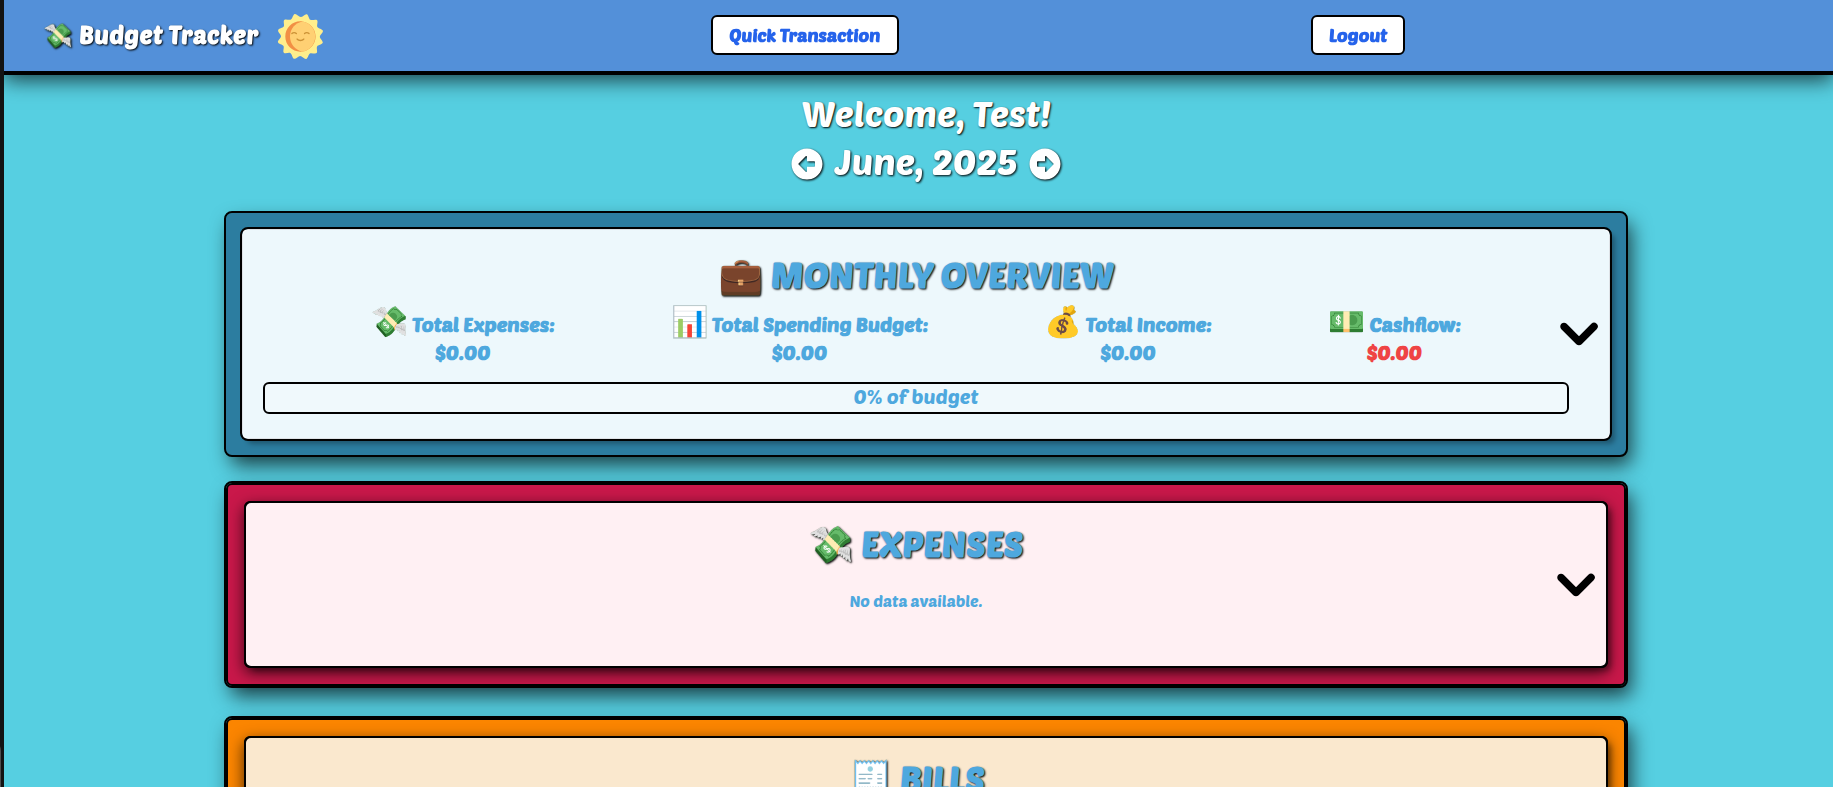 Budget Tracker
Quick Transaction
Logout
Welcome, Test!
June, 2025
MONTHLY OVERVIEW
Total Expenses:
$0.00
Total Spending Budget:
$0.00
Total Income:
$0.00
Cashflow:
$0.00
0% of budget
EXPENSES
No data available.
BILLS